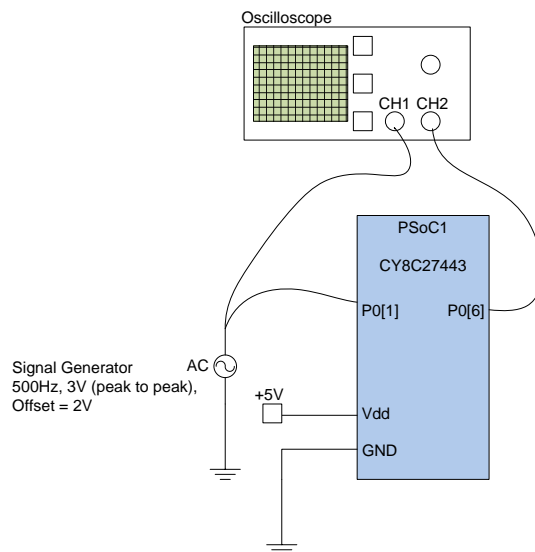 Oscilloscope
CH1 CH2
PSoC1
CY8C27443
P0[1] P0[6]
AC
Signal Generator
500Hz, 3V (peak to peak),
Offset = 2V
+5V
Vdd
GND